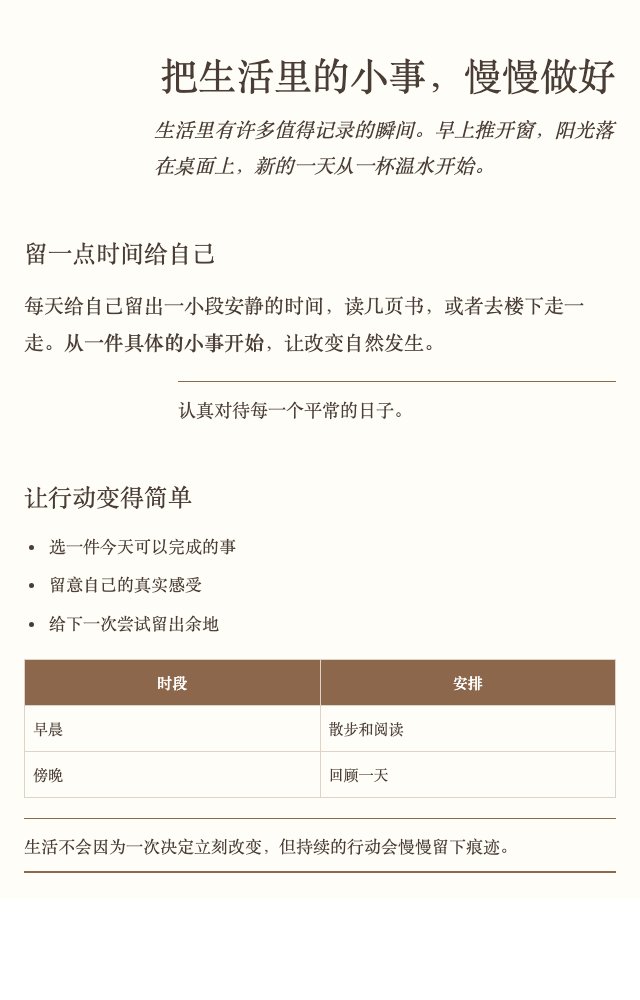 把生活里的小事，慢慢做好
生活里有许多值得记录的瞬间。早上推开窗，阳光落
在桌面上，新的一天从一杯温水开始。
留一点时间给自己
每天给自己留出一小段安静的时间，读几页书，或者去楼下走一
走。从一件具体的小事开始，让改变自然发生。
认真对待每一个平常的日子。
让行动变得简单
• 选一件今天可以完成的事
• 留意自己的真实感受
• 给下一次尝试留出余地
时段 安排
早晨 散步和阅读
傍晚 回顾一天
生活不会因为一次决定立刻改变，但持续的行动会慢慢留下痕迹。